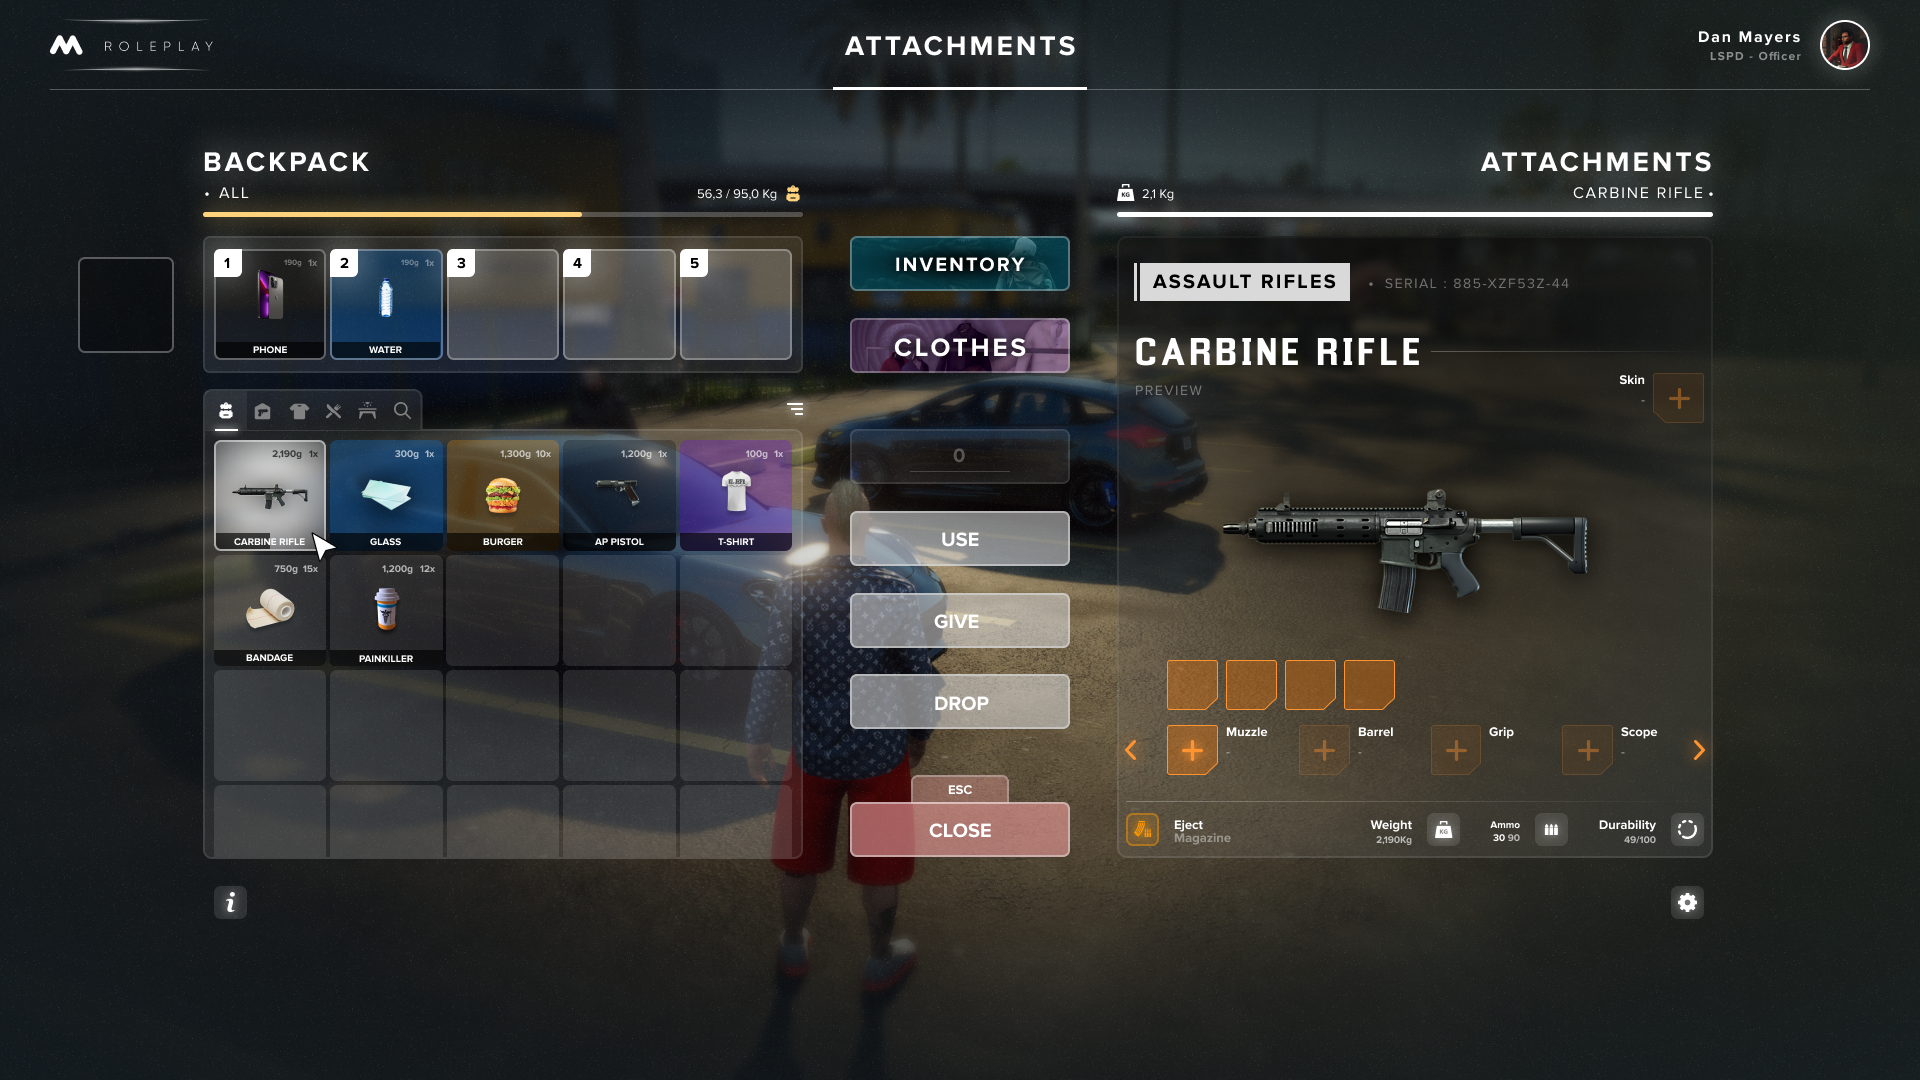 ROLEPLAY
ATTACHMENTS
Dan Mayers
LSPD - Officer
BACKPACK
• ALL
56,3 / 95,0 Kg
1
190g 1x
PHONE
2
190g 1x
WATER
3
4
5
2,190g 1x
CARBINE RIFLE
300g 1x
GLASS
1,300g 10x
BURGER
1,200g 1x
AP PISTOL
100g 1x
T-SHIRT
750g 15x
BANDAGE
1,200g 12x
PAINKILLER
INVENTORY
CLOTHES
0
USE
GIVE
DROP
ESC
CLOSE
ATTACHMENTS
KG 2,1 Kg
CARBINE RIFLE •
ASSAULT RIFLES
• SERIAL : 885-XZF53Z-44
CARBINE RIFLE
PREVIEW
Skin
-
Muzzle
-
Barrel
-
Grip
Scope
-
Eject
Magazine
Weight
2,190Kg
KG
Ammo
30 90
Durability
49/100
i